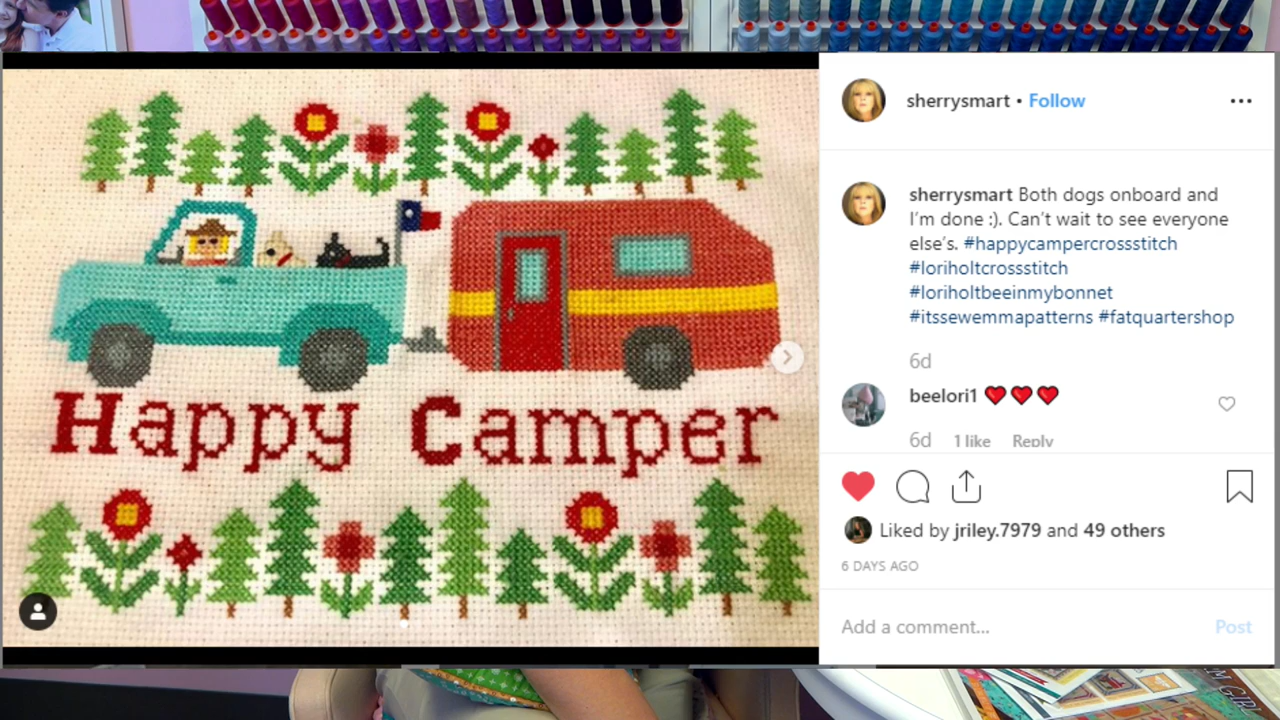 sherrysmart • Follow
sherrysmart Both dogs onboard and
I'm done :). Can't wait to see everyone
else's. #happycampercrossstitch
#loriholtcrossstitch
#loriholtbeeinmybonnet
#itssewemmapatterns #fatquartershop
6d
beelori1 ❤️❤️❤️
6d 1 like Reply
Happy Camper
Liked by jriley.7979 and 49 others
6 DAYS AGO
Add a comment... Post